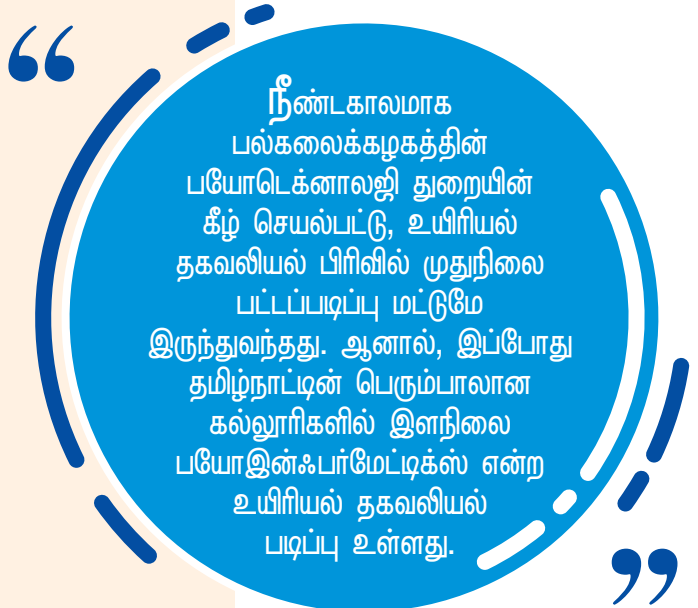 நீண்டகாலமாக
பல்கலைக்கழகத்தின்
பயோடெக்னாலஜி துறையின்
கீழ் செயல்பட்டு, உயிரியல்
தகவலியல் பிரிவில் முதுநிலை
பட்டப்படிப்பு மட்டுமே
இருந்துவந்தது. ஆனால், இப்போது
தமிழ்நாட்டின் பெரும்பாலான
கல்லூரிகளில் இளநிலை
பயோஇன்ஃபர்மேட்டிக்ஸ் என்ற
உயிரியல் தகவலியல்
படிப்பு உள்ளது.